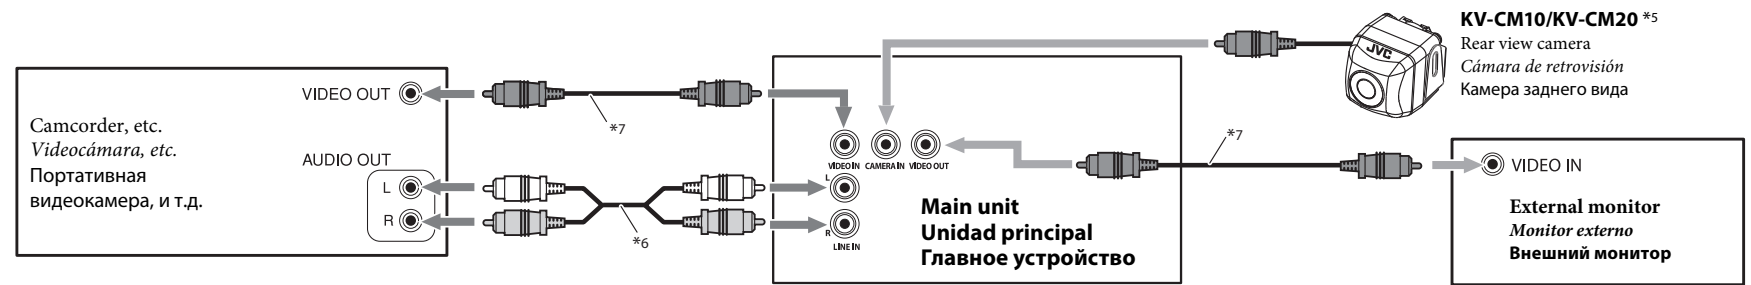 KV-CM10/KV-CM20 *5
Rear view camera
Cámara de retrovisión
Камера заднего вида
JVC
VIDEO OUT
Camcorder, etc.
Videocámara, etc.
Портативная
видеокамера, и т.д.
AUDIO OUT
L
R
*7
*6
VIDEO IN
CAMERA IN
VIDEO OUT
L
R
LINE IN
Main unit
Unidad principal
Главное устройство
*7
VIDEO IN
External monitor
Monitor externo
Внешний монитор